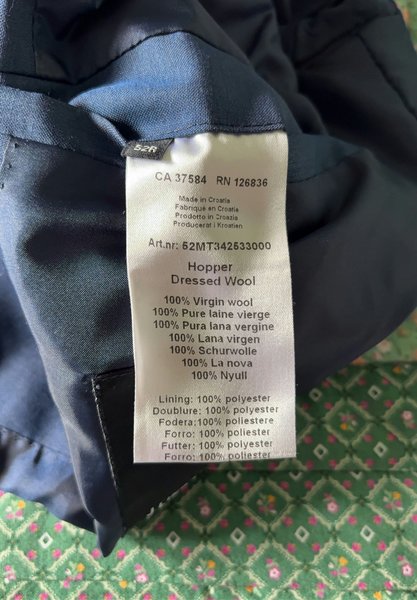 52R
CA 37584 RN 126836
Made in Croatia
Fabriqué en Croatie
Prodotto in Croazia
Producerat i Kroatien
Art.nr: 52MT342533000
Hopper
Dressed Wool
100% Virgin wool
100% Pure laine vierge
100% Pura lana vergine
100% Lana virgen
100% Schurwolle
100% La nova
100% Nyull
Lining: 100% polyester
Doublure: 100% polyester
Fodera:100% poliestere
Forro: 100% poliester
Futter: 100% polyester
Forro: 100% poliester